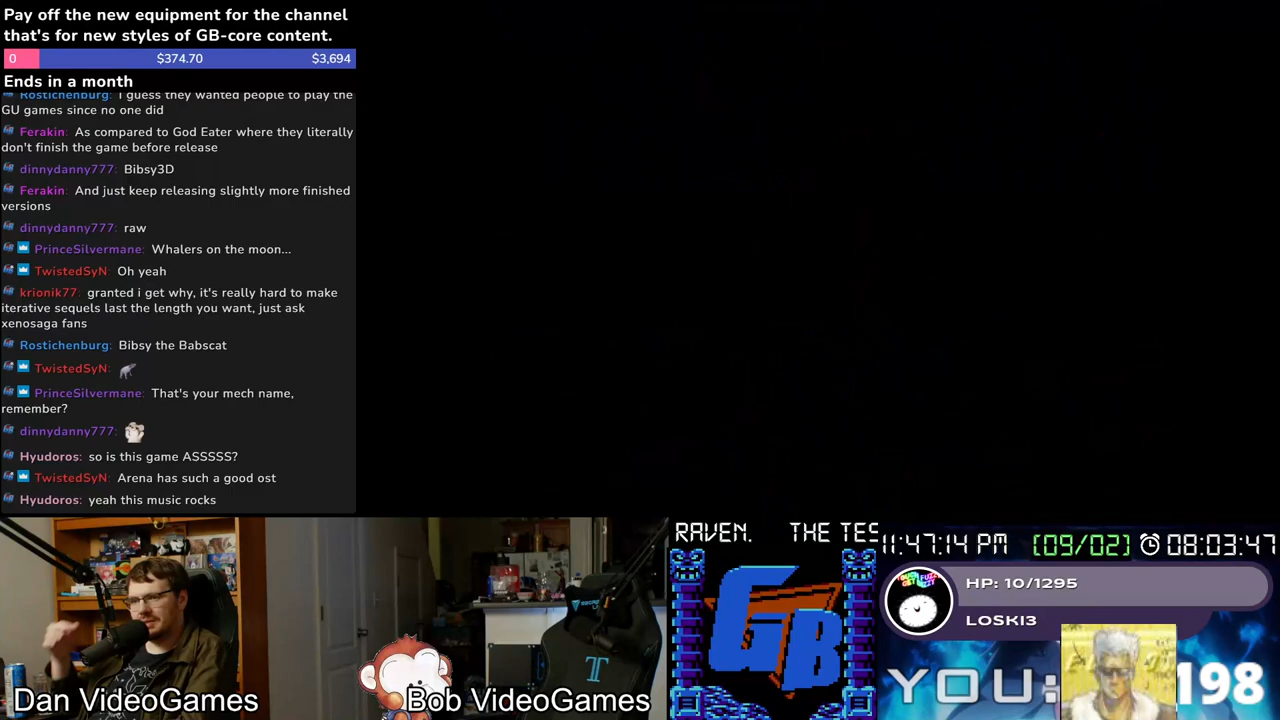 Pay off the new equipment for the channel
that's for new styles of GB-core content.
0 $374.70 $3,694
Ends in a month
Rostichenburg: I guess they wanted people to play the
GU games since no one did
Ferakin: As compared to God Eater where they literally
don't finish the game before release
dinnydanny777: Bibsy3D
Ferakin: And just keep releasing slightly more finished
versions
dinnydanny777: raw
PrinceSilvermane: Whalers on the moon...
TwistedSyN: Oh yeah
krionik77: granted i get why, it's really hard to make
iterative sequels last the length you want, just ask
xenosaga fans
Rostichenburg: Bibsy the Babscat
TwistedSyN:
PrinceSilvermane: That's your mech name,
remember?
dinnydanny777:
Hyudoros: so is this game ASSSSS?
TwistedSyN: Arena has such a good ost
Hyudoros: yeah this music rocks
RAVEN. THE TES
11:47:14 PM [09/02] 08:03:47
HP: 10/1295
LOSKI3
GB
YOU: 198
Dan VideoGames
Bob VideoGames